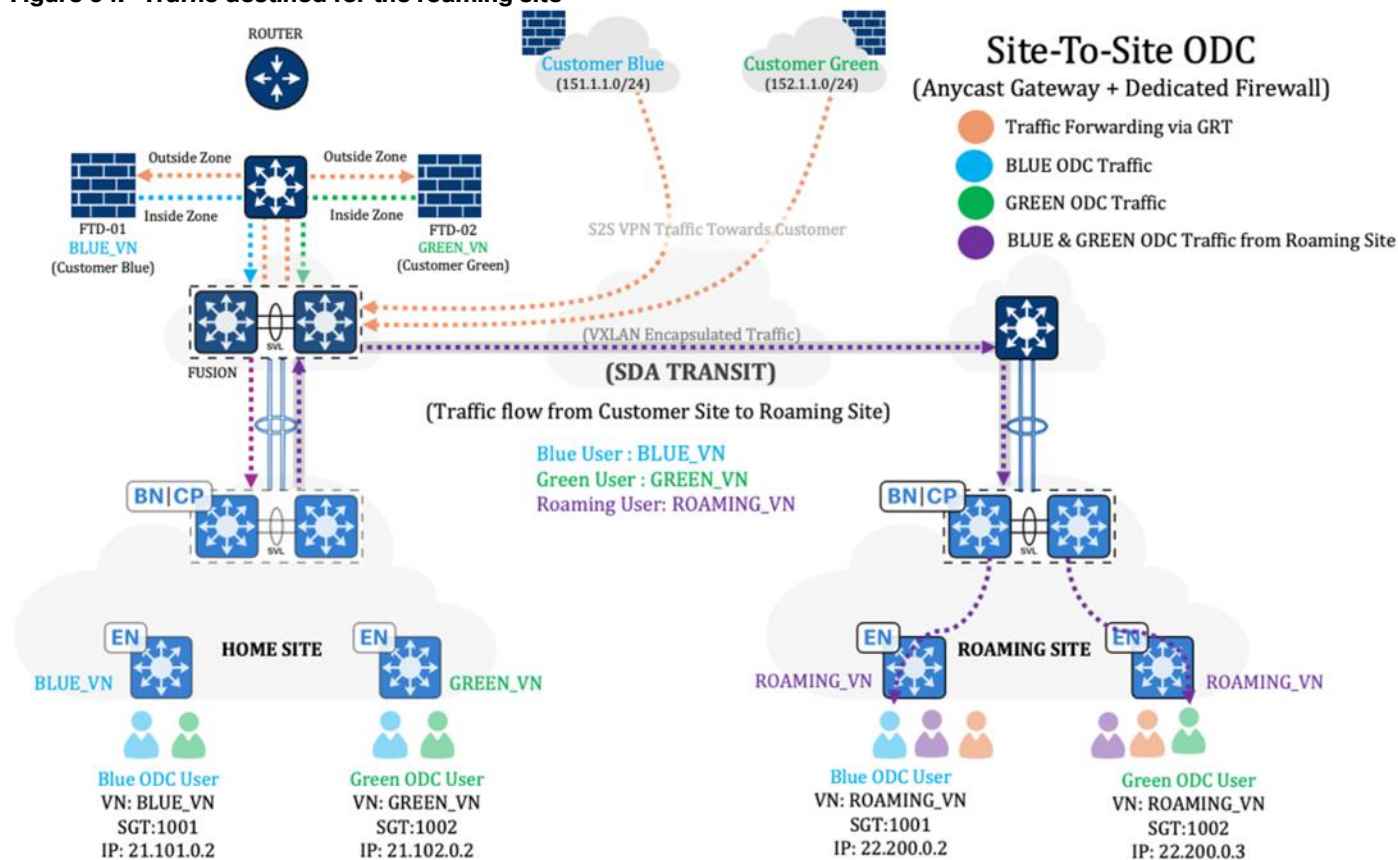 Figure 34: Traffic destined for the roaming site
ROUTER
Customer Blue
(151.1.1.0/24)
Customer Green
(152.1.1.0/24)
Site-To-Site ODC
(Anycast Gateway + Dedicated Firewall)
Traffic Forwarding via GRT
BLUE ODC Traffic
GREEN ODC Traffic
BLUE & GREEN ODC Traffic from Roaming Site
Outside Zone
Outside Zone
Inside Zone
Inside Zone
FTD-01
BLUE_VN
(Customer Blue)
FTD-02
GREEN_VN
(Customer Green)
S2S VPN Traffic Towards Customer
SVL
FUSION
(VXLAN Encapsulated Traffic)
(SDA TRANSIT)
(Traffic flow from Customer Site to Roaming Site)
Blue User : BLUE_VN
Green User : GREEN_VN
Roaming User: ROAMING_VN
BN|CP
SVL
BN|CP
SVL
EN
HOME SITE
EN
BLUE_VN
GREEN_VN
EN
ROAMING SITE
EN
ROAMING_VN
ROAMING_VN
Blue ODC User
VN: BLUE_VN
SGT:1001
IP: 21.101.0.2
Green ODC User
VN: GREEN_VN
SGT:1002
IP: 21.102.0.2
Blue ODC User
VN: ROAMING_VN
SGT:1001
IP: 22.200.0.2
Green ODC User
VN: ROAMING_VN
SGT:1002
IP: 22.200.0.3